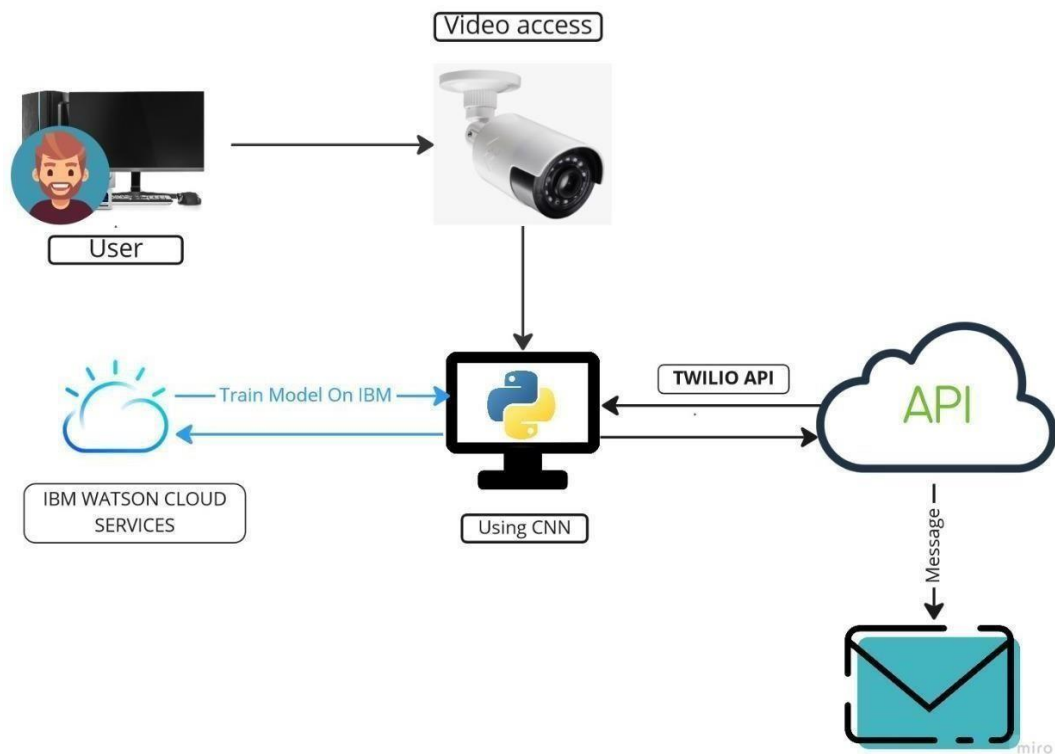 Video access
User
Train Model On IBM
TWILIO API
API
IBM WATSON CLOUD
SERVICES
Using CNN
Message
miro